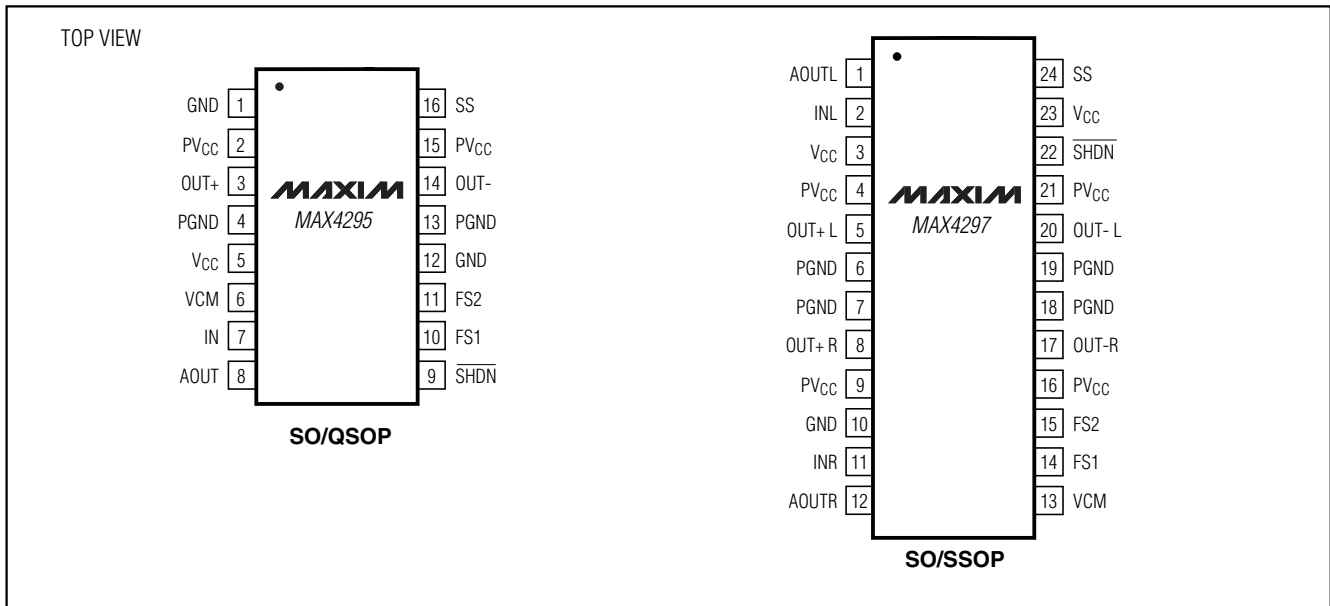 TOP VIEW
GND 1
PVCC 2
OUT+ 3
PGND 4
VCC 5
VCM 6
IN 7
AOUT 8
MAXIM
MAX4295
16 SS
15 PVCC
14 OUT-
13 PGND
12 GND
11 FS2
10 FS1
9 SHDN
SO/QSOP
AOUTL 1
INL 2
VCC 3
PVCC 4
OUT+ L 5
PGND 6
PGND 7
OUT+ R 8
PVCC 9
GND 10
INR 11
AOUTR 12
MAXIM
MAX4297
24 SS
23 VCC
22 SHDN
21 PVCC
20 OUT- L
19 PGND
18 PGND
17 OUT-R
16 PVCC
15 FS2
14 FS1
13 VCM
SO/SSOP